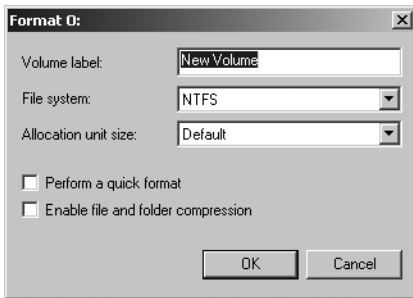 Format O:
Volume label: New Volume
File system: NTFS
Allocation unit size: Default
Perform a quick format
Enable file and folder compression
OK Cancel